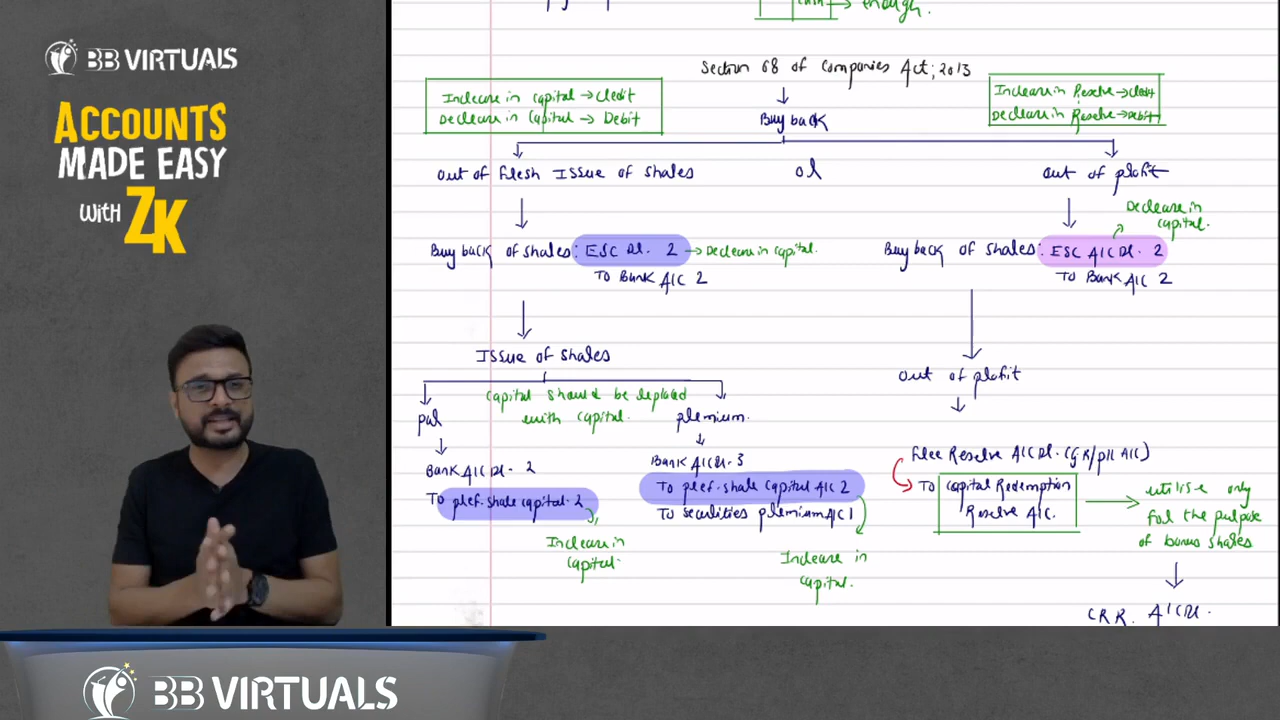 BB VIRTUALS
ACCOUNTS
MADE EASY
WITH ZK
cash → enough.
Section 68 of Companies Act, 2013
Increase in capital → Credit
Decrease in Capital → Debit
Increase in Reserve → Credit
Decrease in Reserve → Debit
Buy back
Out of fresh Issue of shares
or
Out of profit
Decrease in
capital.
Buy back of shares: ESC Dr. 2 → Decrease in capital.
To Bank A/C 2
Buy back of shares: ESC A/C Dr. 2
To Bank A/C 2
Issue of shares
Capital should be replaced
with capital.
par
premium.
Out of profit
Bank A/C Dr. 2
To pref. share capital. 2
Increase in
capital.
Bank A/C Dr. 3
To pref. share Capital A/C 2
To securities premium A/C 1
Increase in
capital.
Free Reserve A/C Dr. (GR/P/L A/C)
To Capital Redemption
Reserve A/C.
utilise only
for the purpose
of bonus shares
CRR. A/C Dr.
BB VIRTUALS